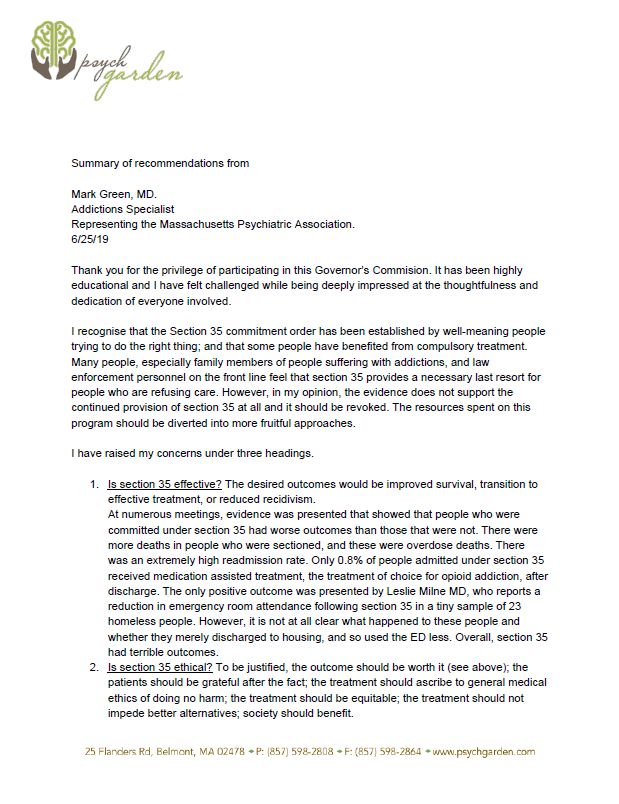 psych
garden
Summary of recommendations from
Mark Green, MD.
Addictions Specialist
Representing the Massachusetts Psychiatric Association.
6/25/19
Thank you for the privilege of participating in this Governor's Commision. It has been highly
educational and I have felt challenged while being deeply impressed at the thoughtfulness and
dedication of everyone involved.
I recognise that the Section 35 commitment order has been established by well-meaning people
trying to do the right thing; and that some people have benefited from compulsory treatment.
Many people, especially family members of people suffering with addictions, and law
enforcement personnel on the front line feel that section 35 provides a necessary last resort for
people who are refusing care. However, in my opinion, the evidence does not support the
continued provision of section 35 at all and it should be revoked. The resources spent on this
program should be diverted into more fruitful approaches.
I have raised my concerns under three headings.
1. Is section 35 effective? The desired outcomes would be improved survival, transition to
effective treatment, or reduced recidivism.
At numerous meetings, evidence was presented that showed that people who were
committed under section 35 had worse outcomes than those that were not. There were
more deaths in people who were sectioned, and these were overdose deaths. There
was an extremely high readmission rate. Only 0.8% of people admitted under section 35
received medication assisted treatment, the treatment of choice for opioid addiction, after
discharge. The only positive outcome was presented by Leslie Milne MD, who reports a
reduction in emergency room attendance following section 35 in a tiny sample of 23
homeless people. However, it is not at all clear what happened to these people and
whether they merely discharged to housing, and so used the ED less. Overall, section 35
had terrible outcomes.
2. Is section 35 ethical? To be justified, the outcome should be worth it (see above); the
patients should be grateful after the fact; the treatment should ascribe to general medical
ethics of doing no harm; the treatment should be equitable; the treatment should not
impede better alternatives; society should benefit.
25 Flanders Rd, Belmont, MA 02478 ✦ P: (857) 598-2808 ✦ F: (857) 598-2864 ✦ www.psychgarden.com